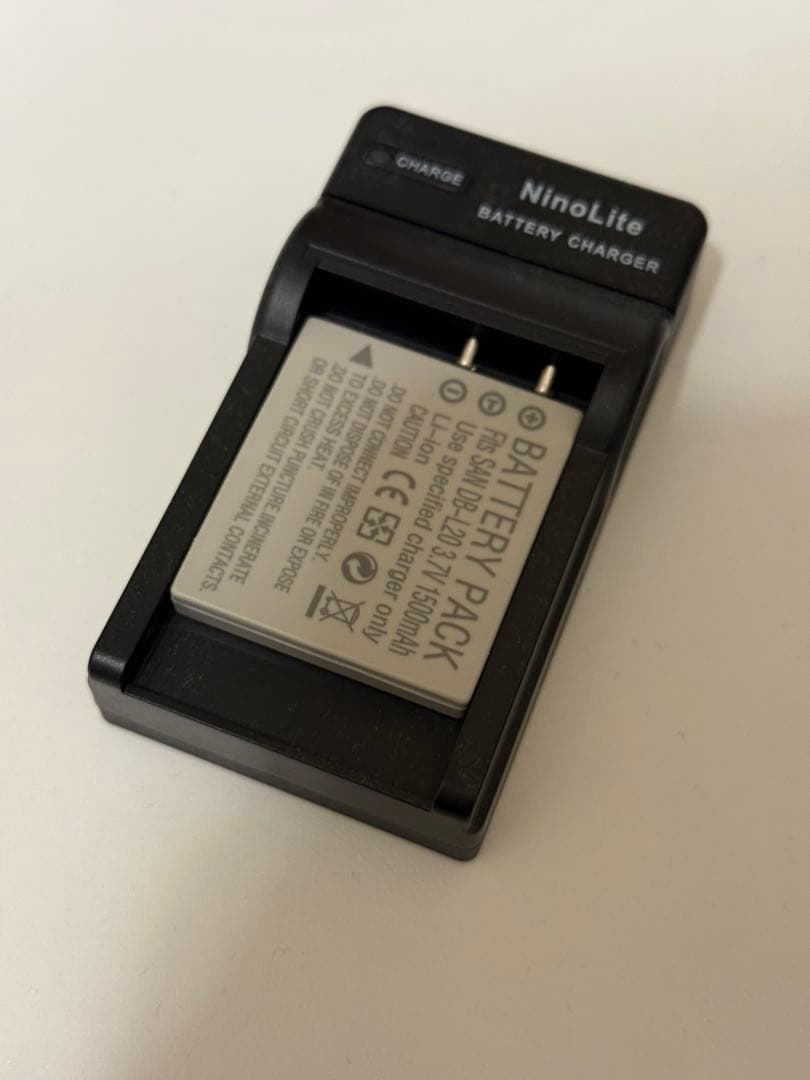 CHARGE
NinoLite
BATTERY CHARGER
BATTERY PACK
Fits SAN DB-L20 3.7V 1500mAh
Use specified charger only
Li-ion
CAUTION
.DO NOT CONNECT IMPROPERLY.
.DO NOT DISPOSE OF IN FIRE OR EXPOSE
TO EXCESS HEAT.
.DO NOT CRUSH PUNCTURE INCINERATE
OR SHORT CIRCUIT EXTERNAL CONTACTS.
+
T
-
CE